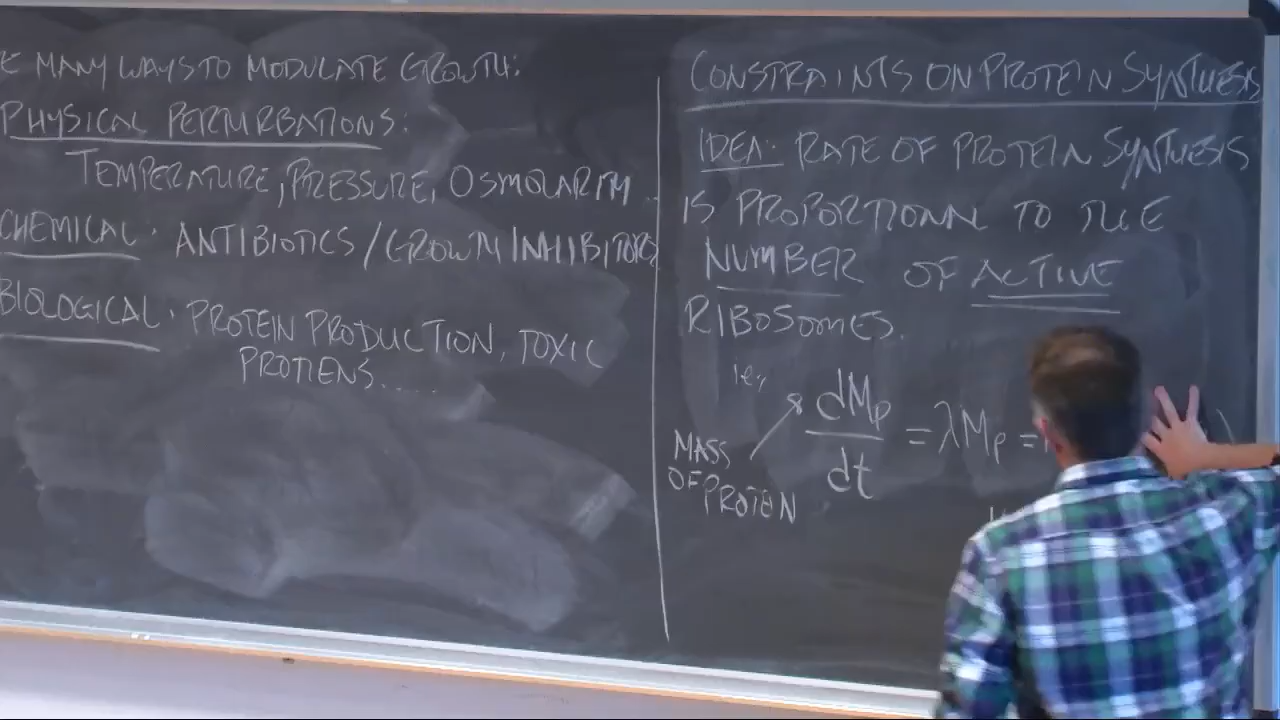 E MANY WAYS TO MODULATE GROWTH:
PHYSICAL PERTURBATIONS:
TEMPERATURE, PRESSURE, OSMOLARITY ..
CHEMICAL. ANTIBIOTICS / GROWN INHIBITORS
BIOLOGICAL. PROTEIN PRODUCTION, TOXIC
PROTIENS.....
CONSTRAINTS ON PROTEIN SYNTHESIS
IDEA: RATE OF PROTEIN SYNTHESIS
IS PROPORTIONAL TO THE
NUMBER OF ACTIVE
RIBOSOMES.
ie,
dMp/dt = λMp =
MASS
OF PROTEIN